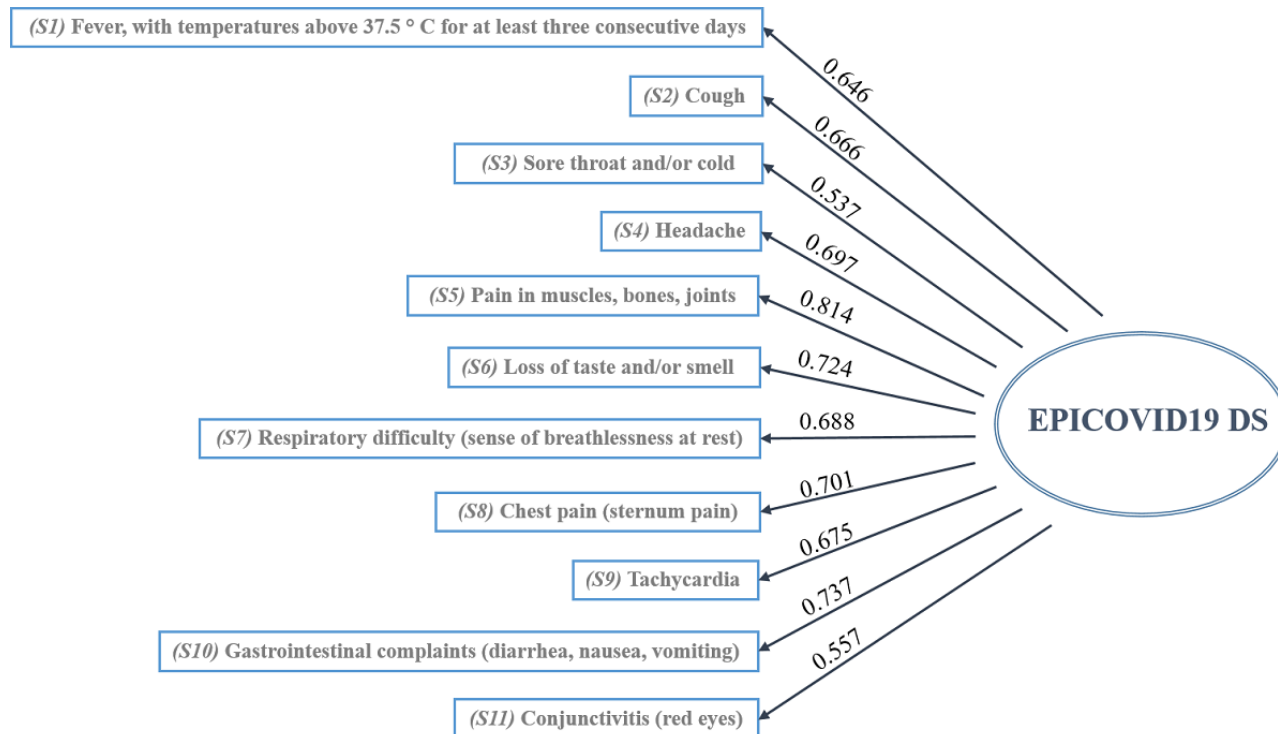 (S1) Fever, with temperatures above 37.5 ° C for at least three consecutive days
0.646
(S2) Cough
0.666
(S3) Sore throat and/or cold
0.537
(S4) Headache
0.697
(S5) Pain in muscles, bones, joints
0.814
(S6) Loss of taste and/or smell
0.724
EPICOVID19 DS
(S7) Respiratory difficulty (sense of breathlessness at rest)
0.688
(S8) Chest pain (sternum pain)
0.701
(S9) Tachycardia
0.675
(S10) Gastrointestinal complaints (diarrhea, nausea, vomiting)
0.737
(S11) Conjunctivitis (red eyes)
0.557